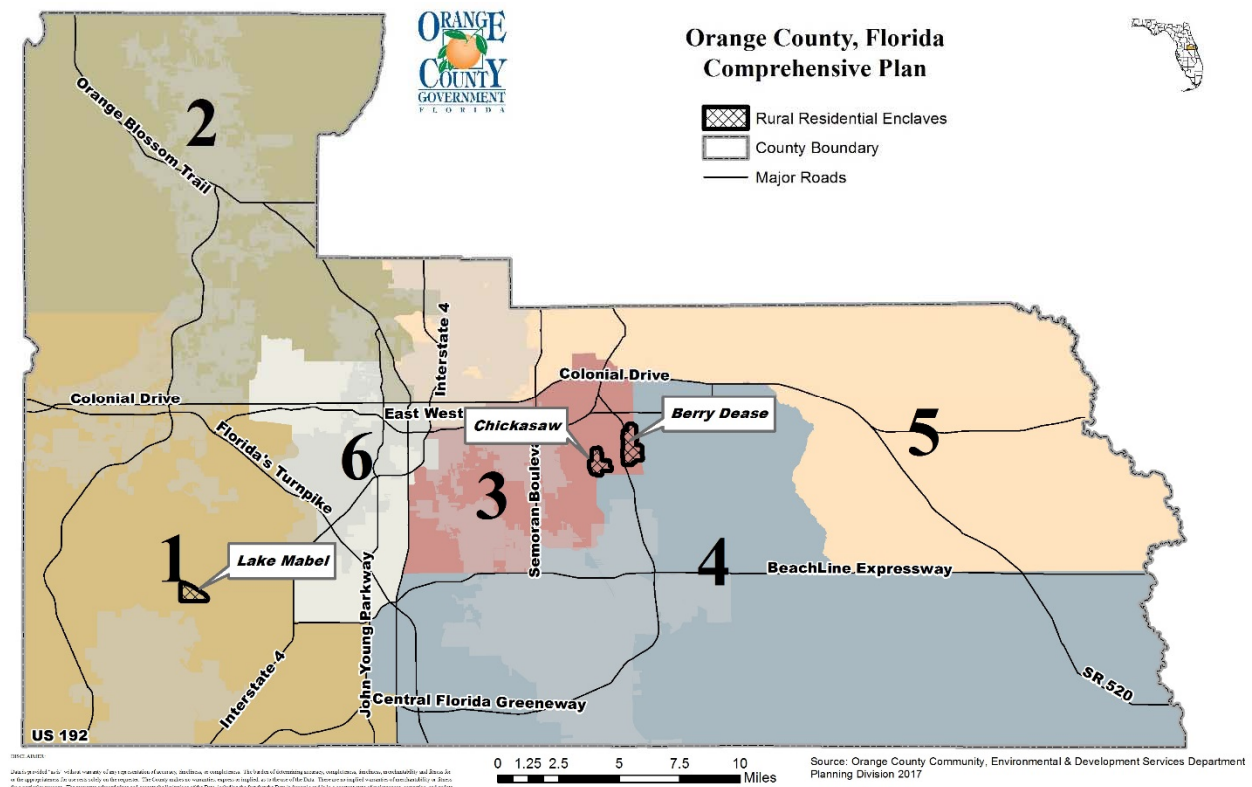 ORANGE
COUNTY
GOVERNMENT
FLORIDA
Orange County, Florida
Comprehensive Plan
Rural Residential Enclaves
County Boundary
Major Roads
2
Orange Blossom Trail
Interstate 4
Colonial Drive
Colonial Drive
East West
Chickasaw
Berry Dease
5
Florida's Turnpike
6
3
Semoran Bouleva
1
Lake Mabel
4
BeachLine Expressway
John Young Parkway
Interstate 4
Central Florida Greeneway
SR 520
US 192
DISCLAIMER:
0 1.25 2.5 5 7.5 10
Miles
Source: Orange County Community, Environmental & Development Services Department
Planning Division 2017